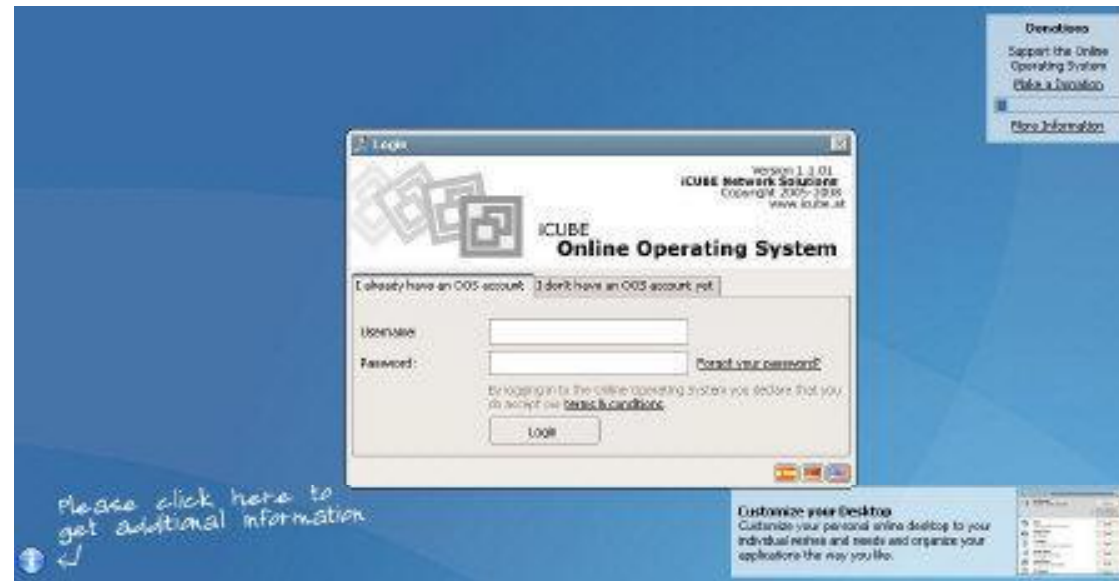 Donations
Support the Online
Operating System
Make a Donation
More Information
Login
Version 1.1.01
iCUBE Network Solutions
Copyright 2005-2008
www.icube.at
iCUBE
Online Operating System
I already have an OOS account
I don't have an OOS account yet
Username:
Password:
Forgot your password?
By logging in to the Online Operating System you declare that you
do accept our terms & conditions
Login
Please click here to
get additional information
Customize your Desktop
Customize your personal online desktop to your
individual wishes and needs and organize your
applications the way you like.